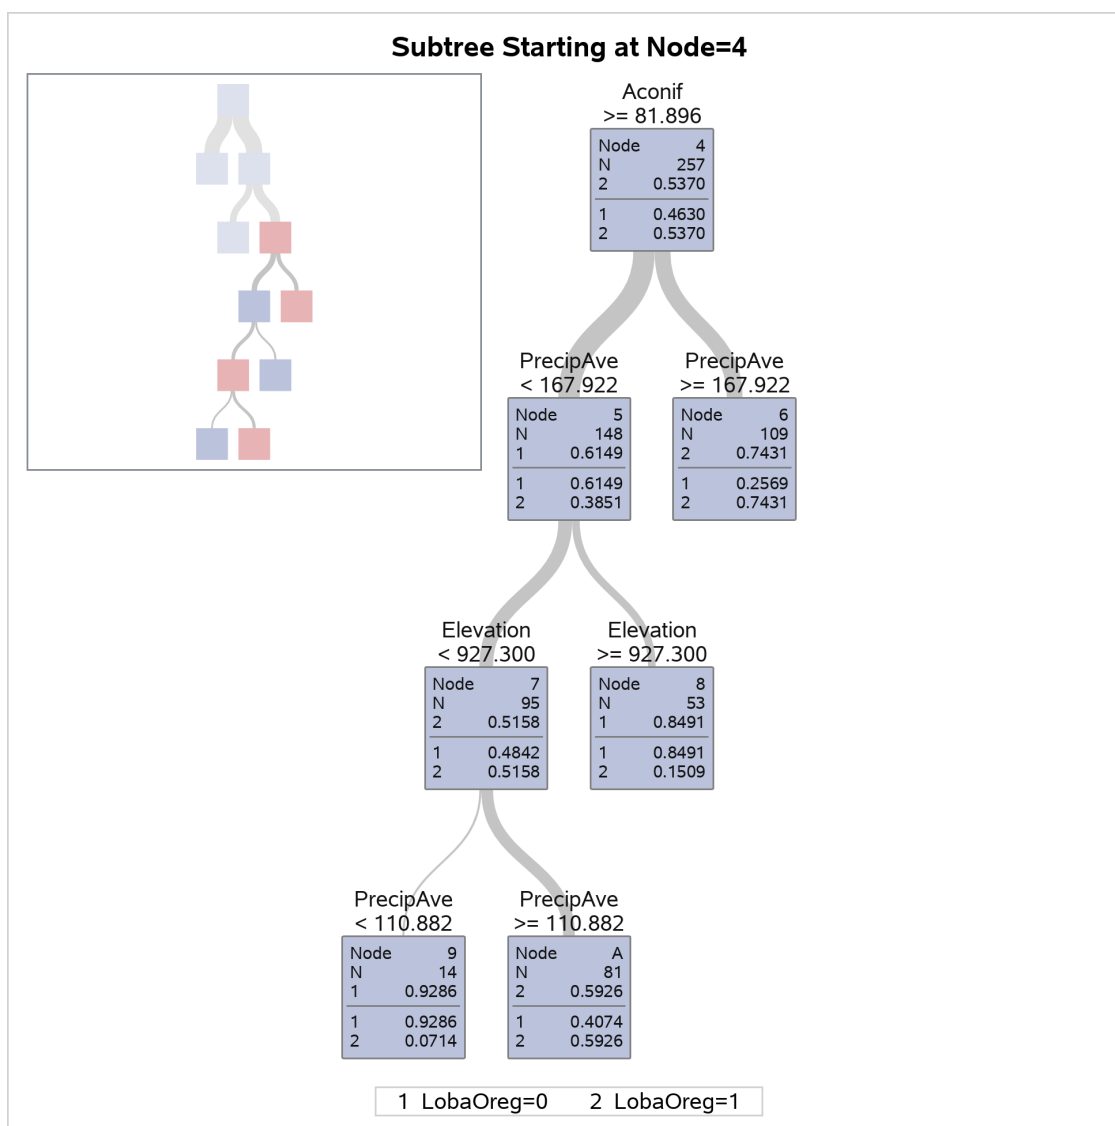 Subtree Starting at Node=4
Aconif
>= 81.896
Node 4
N 257
2 0.5370
1 0.4630
2 0.5370
PrecipAve
< 167.922
Node 5
N 148
1 0.6149
1 0.6149
2 0.3851
PrecipAve
>= 167.922
Node 6
N 109
2 0.7431
1 0.2569
2 0.7431
Elevation
< 927.300
Node 7
N 95
2 0.5158
1 0.4842
2 0.5158
Elevation
>= 927.300
Node 8
N 53
1 0.8491
1 0.8491
2 0.1509
PrecipAve
< 110.882
Node 9
N 14
1 0.9286
1 0.9286
2 0.0714
PrecipAve
>= 110.882
Node A
N 81
2 0.5926
1 0.4074
2 0.5926
1 LobaOreg=0 2 LobaOreg=1